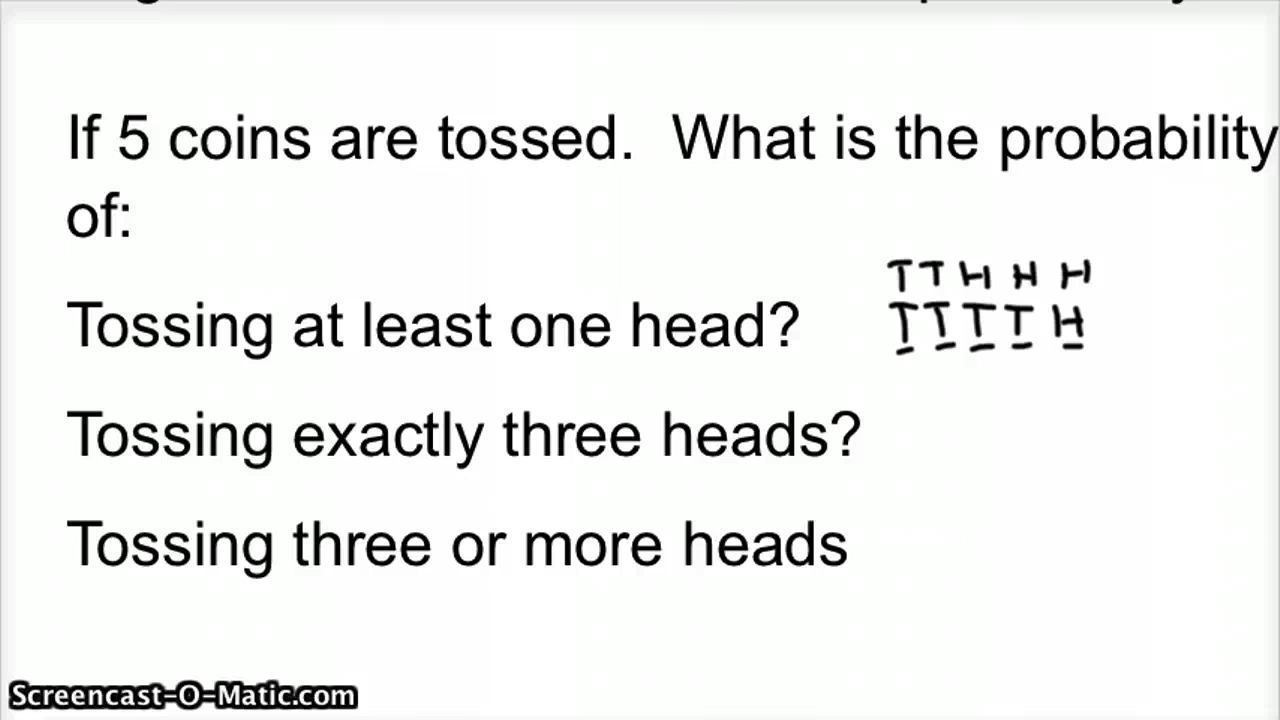 If 5 coins are tossed. What is the probability
of:
T T H H H
Tossing at least one head?
T T T T H
Tossing exactly three heads?
Tossing three or more heads
Screencast-O-Matic.com